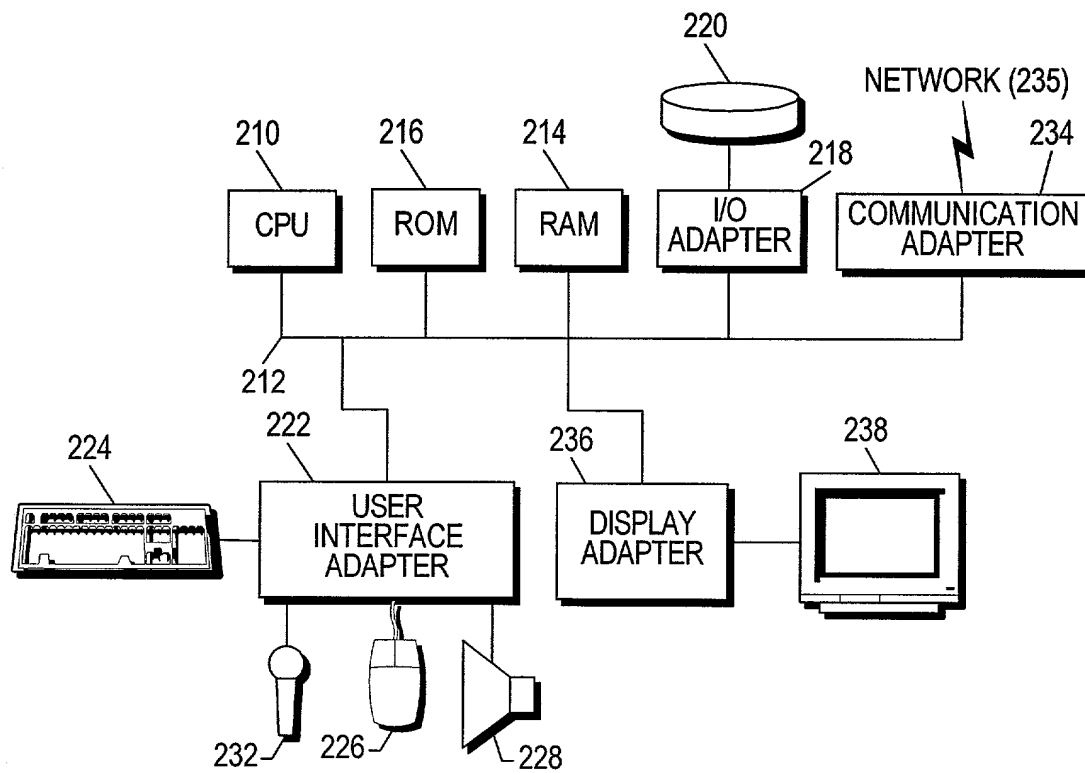 220
NETWORK (235)
210
216
214
218
234
CPU
ROM
RAM
I/O
ADAPTER
COMMUNICATION
ADAPTER
212
222
236
238
224
USER
INTERFACE
ADAPTER
DISPLAY
ADAPTER
232
226
228